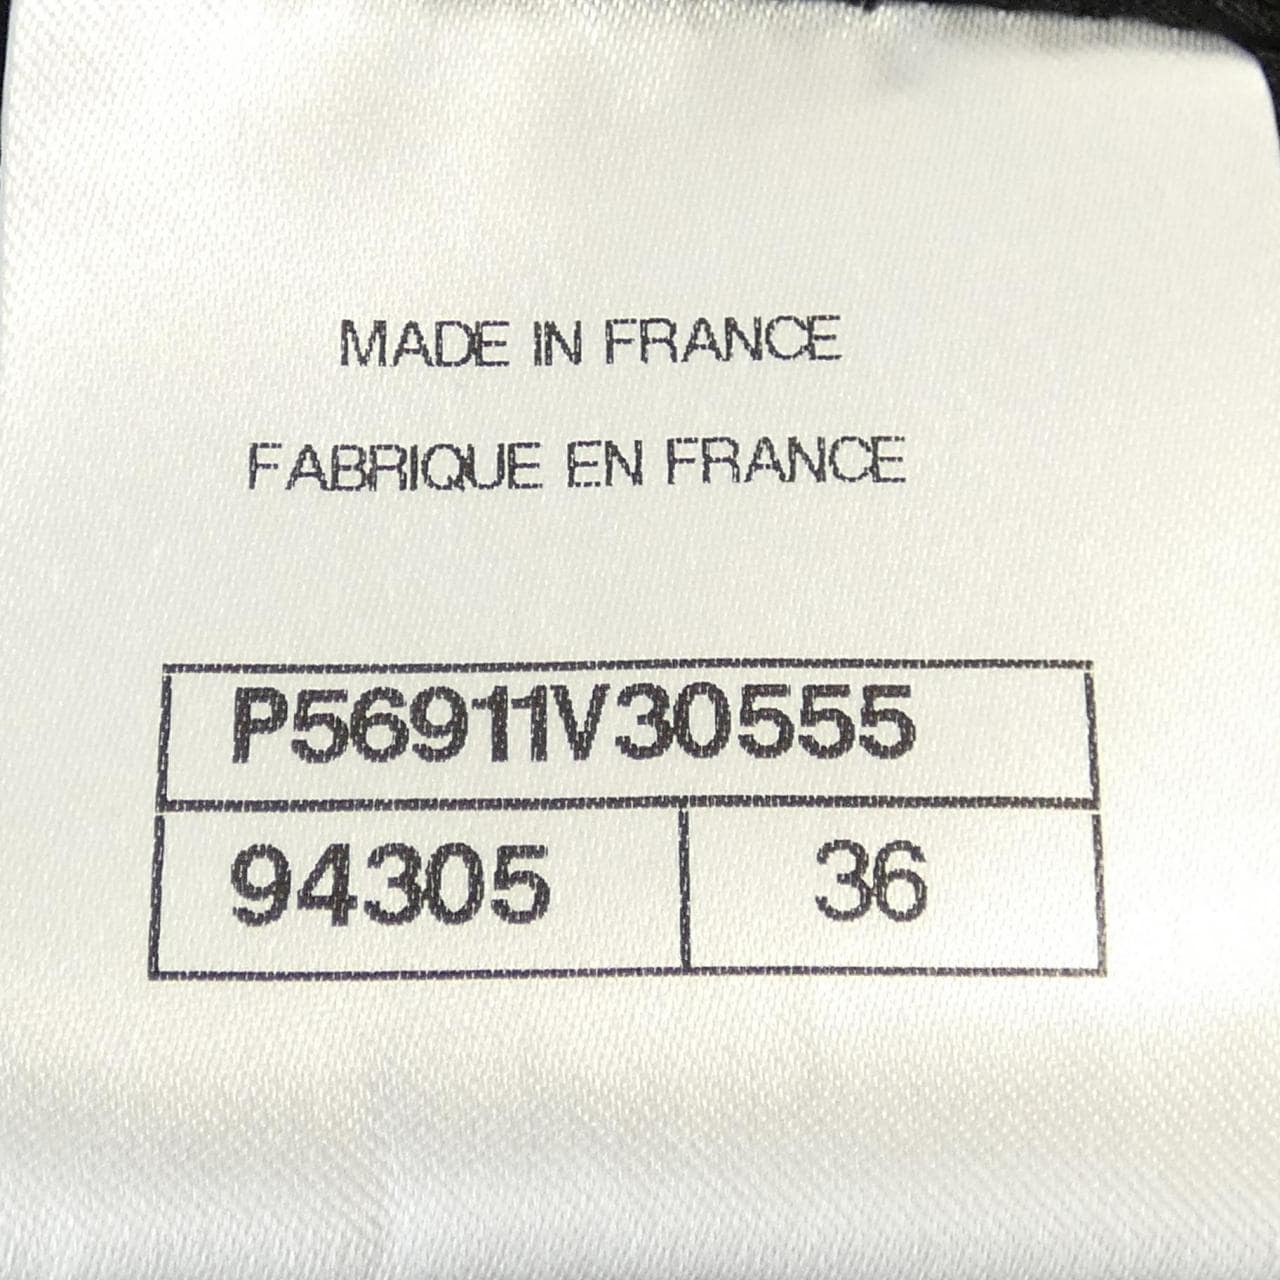 MADE IN FRANCE
FABRIQUE EN FRANCE
P56911V30555
94305 36